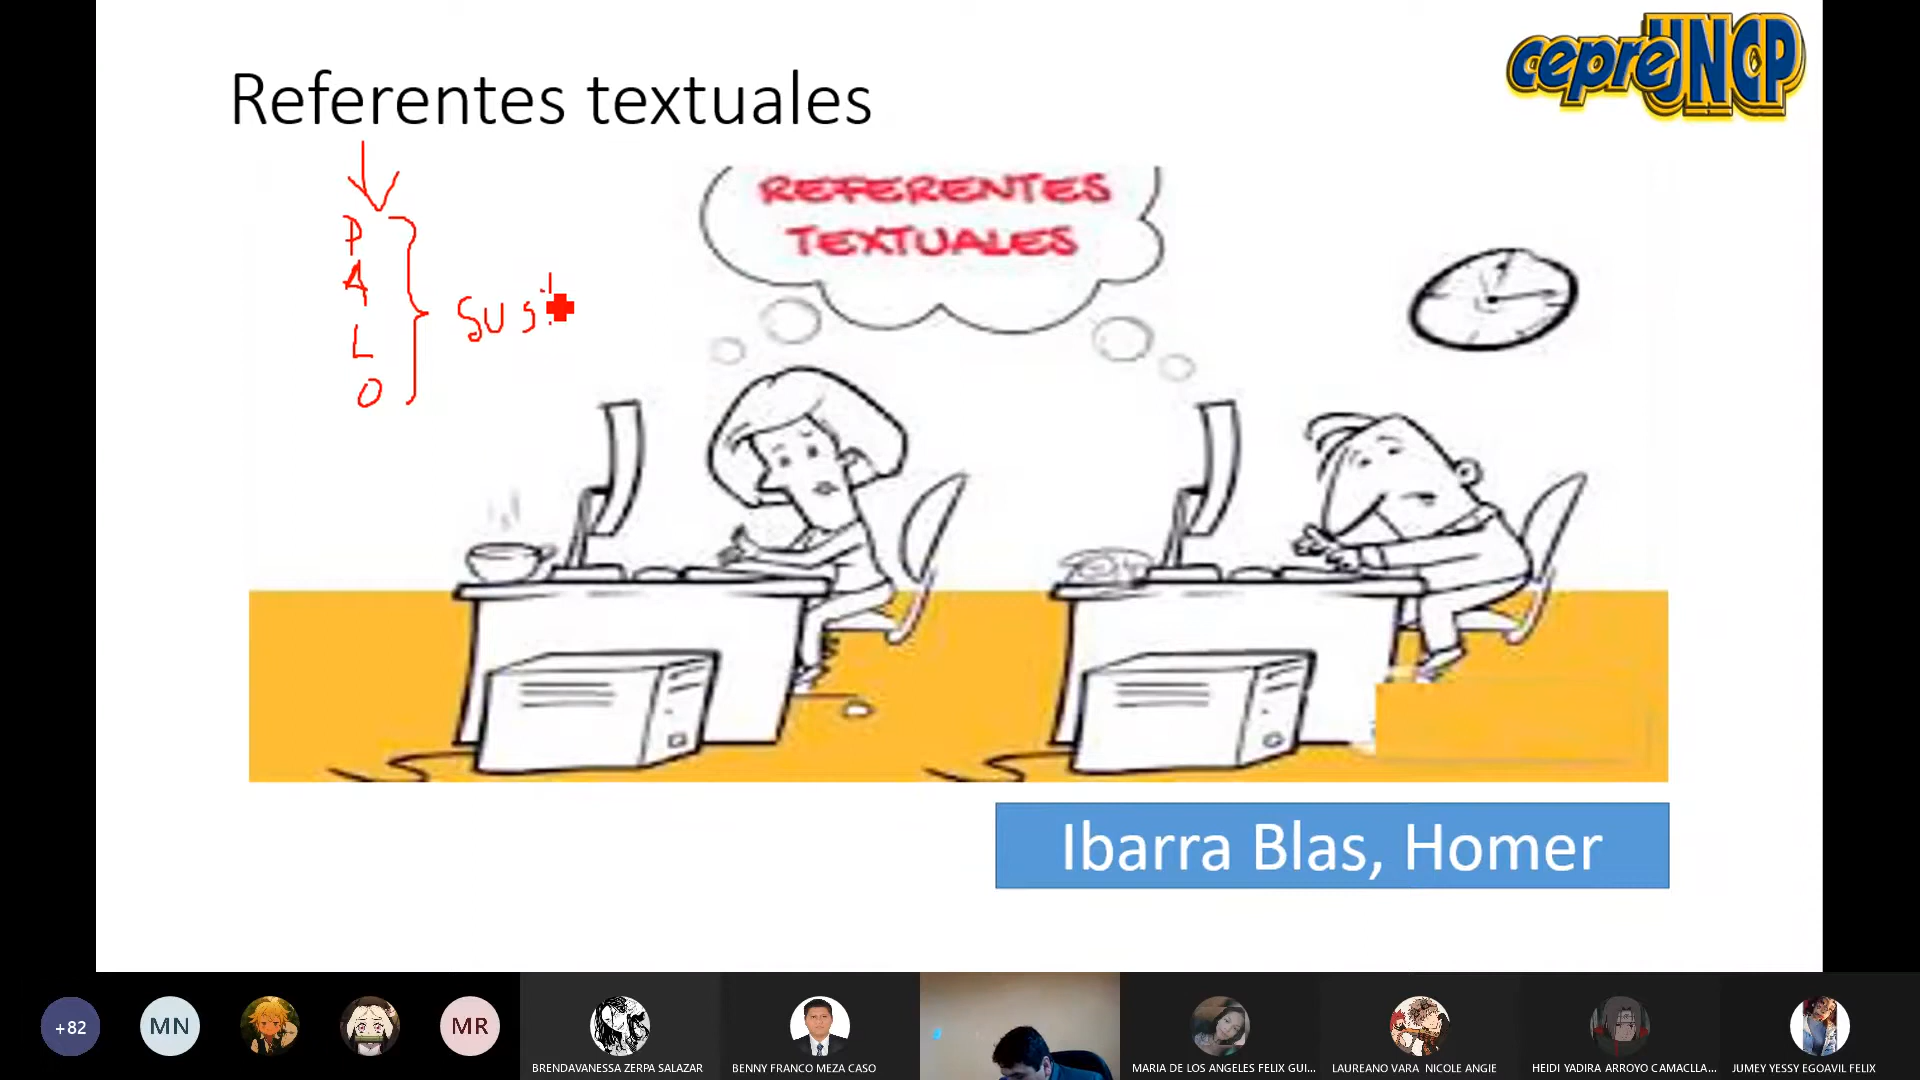 cepreUNCP
Referentes textuales
REFERENTES
TEXTUALES
P
A
L
O
Sus
Ibarra Blas, Homer
+82
MN
MR
BRENDAVANESSA ZERPA SALAZAR
BENNY FRANCO MEZA CASO
MARIA DE LOS ANGELES FELIX GUI...
LAUREANO VARA NICOLE ANGIE
HEIDI YADIRA ARROYO CAMACLLA...
JUMEY YESSY EGOAVIL FELIX